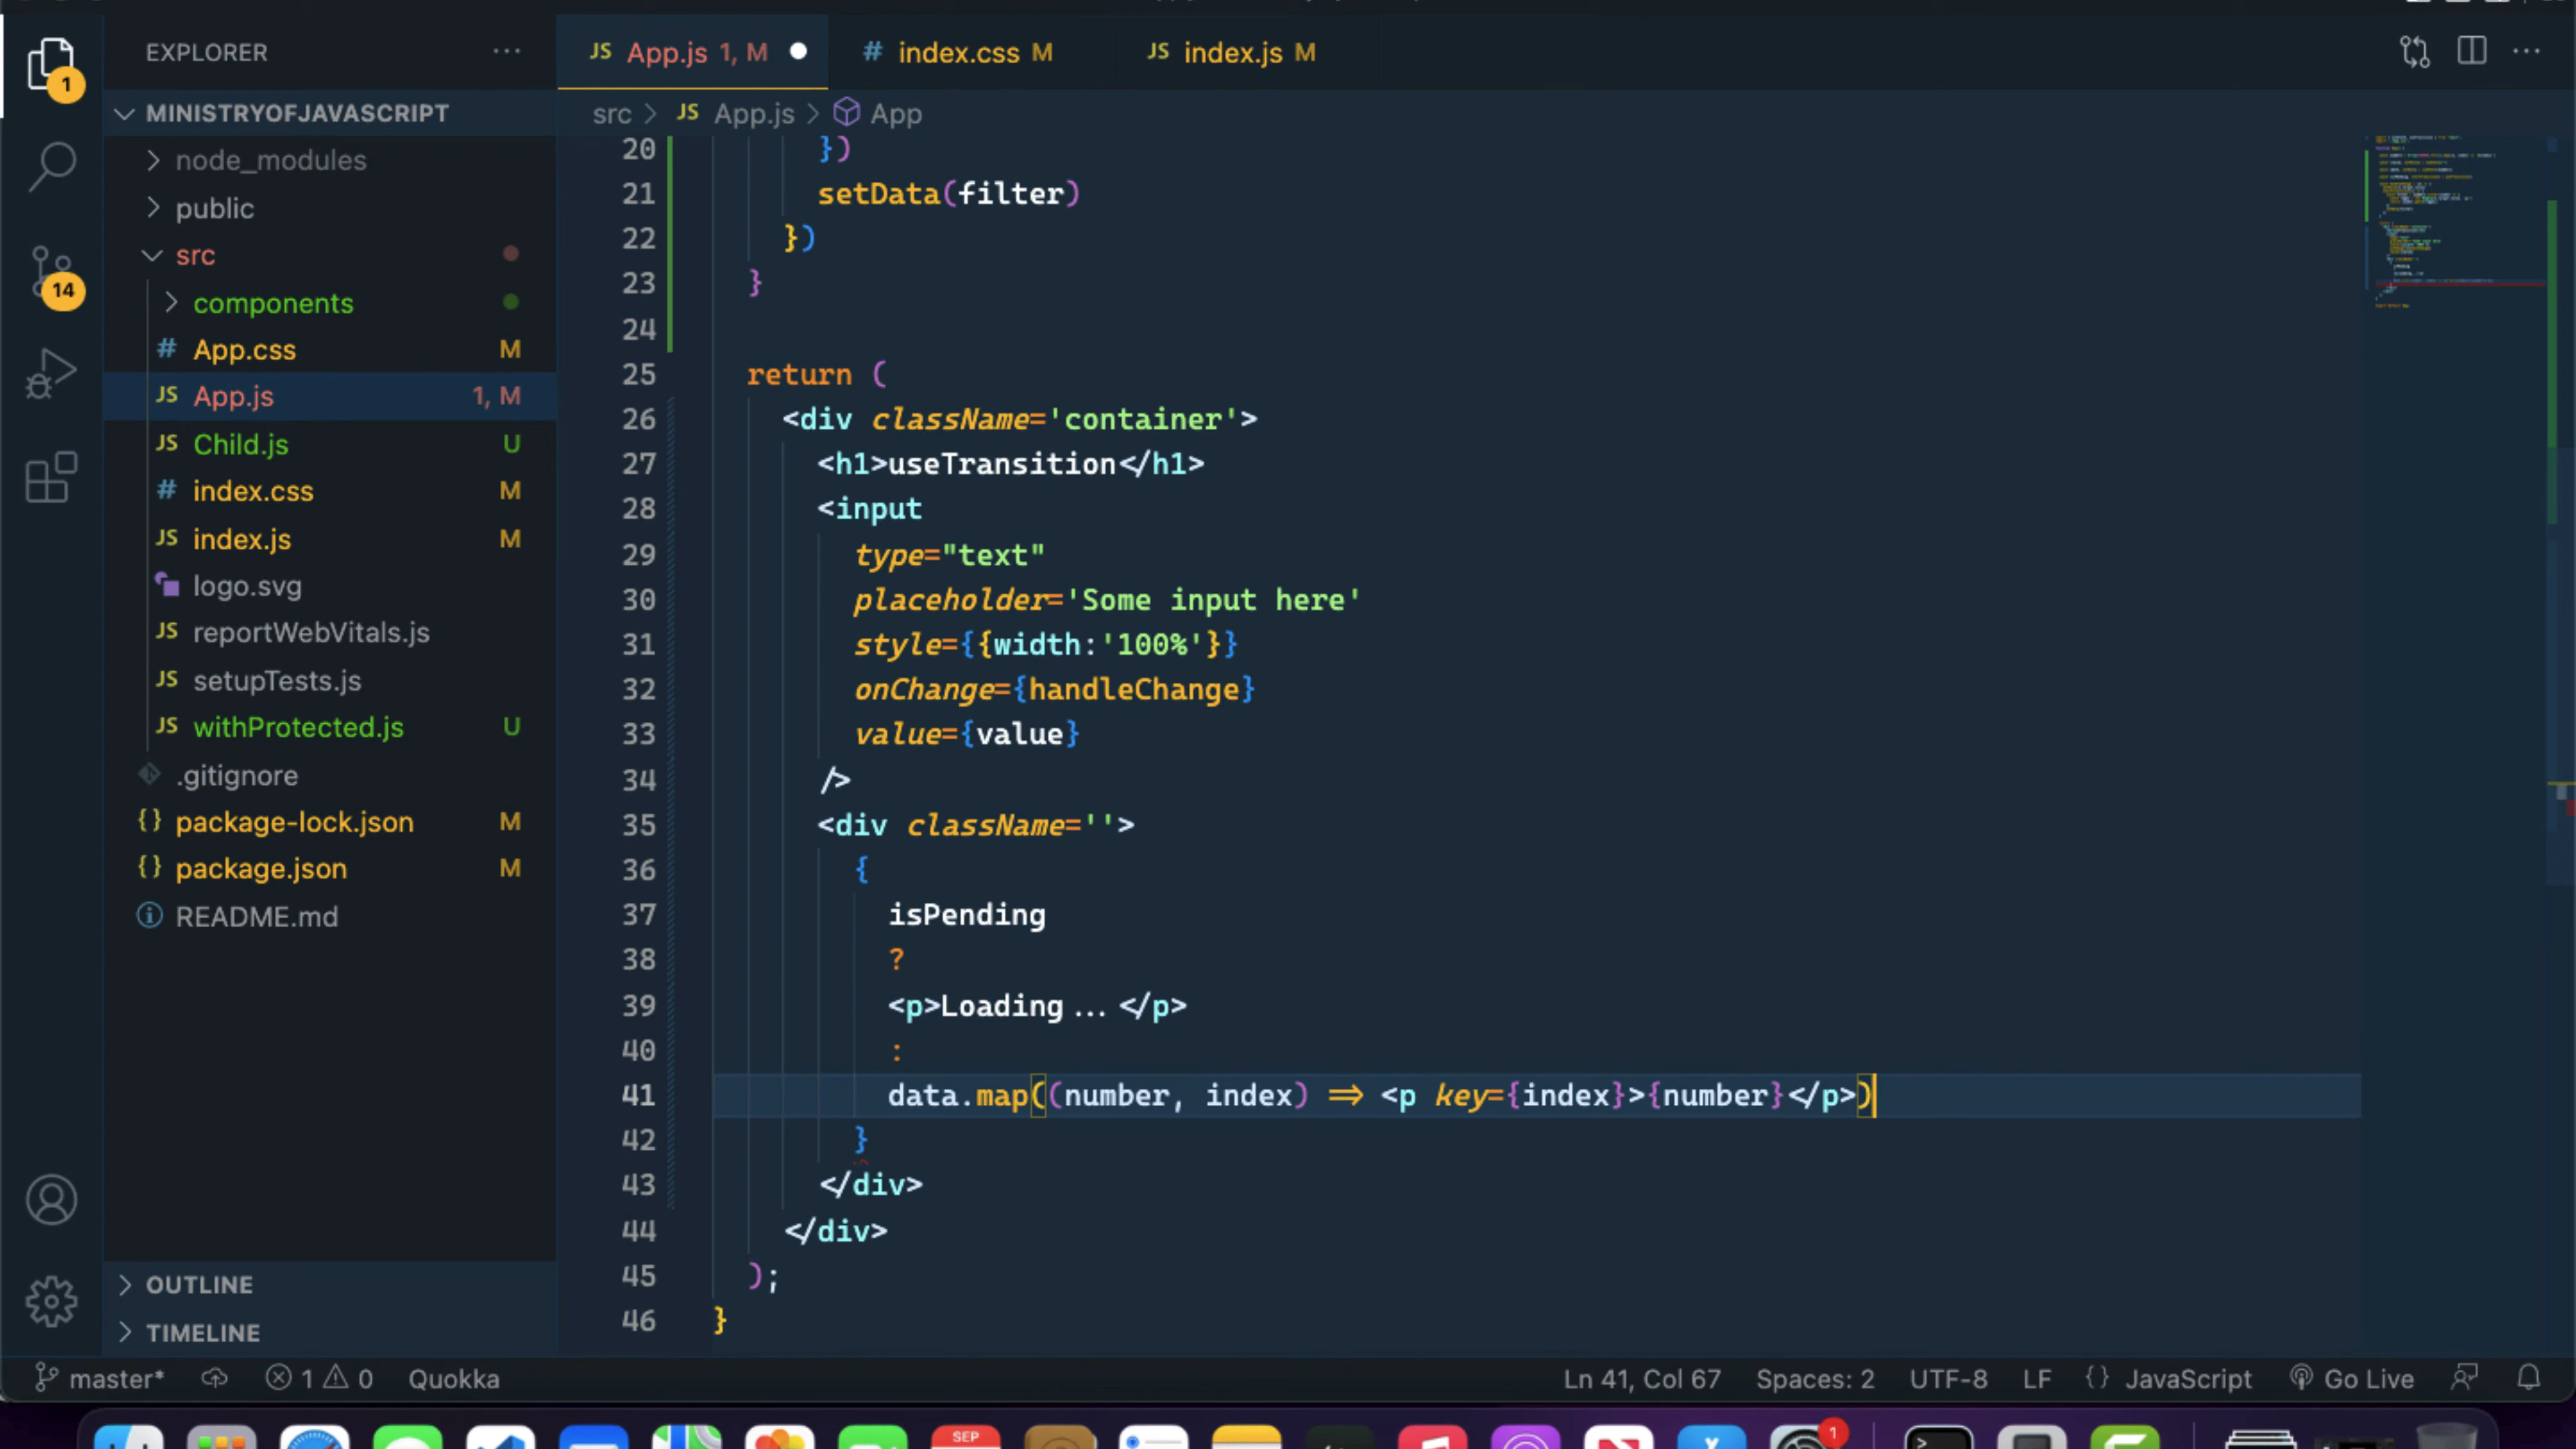 EXPLORER
App.js 1, M
index.css M
index.js M
1
MINISTRYOFJAVASCRIPT
src > JS App.js > App
node_modules
public
src
14
components
# App.css M
JS App.js 1, M
JS Child.js U
# index.css M
JS index.js M
logo.svg
JS reportWebVitals.js
JS setupTests.js
JS withProtected.js U
.gitignore
{} package-lock.json M
{} package.json M
README.md
OUTLINE
TIMELINE
20 })
21 setData(filter)
22 })
23 }
24
25 return (
26 <div className='container'>
27 <h1>useTransition</h1>
28 <input
29 type="text"
30 placeholder='Some input here'
31 style={{width:'100%'}}
32 onChange={handleChange}
33 value={value}
34 />
35 <div className=''>
36 {
37 isPending
38 ?
39 <p>Loading...</p>
40 :
41 data.map((number, index) => <p key={index}>{number}</p>)
42 }
43 </div>
44 </div>
45 );
46 }
master* 1 0 Quokka
Ln 41, Col 67 Spaces: 2 UTF-8 LF {} JavaScript Go Live
SEP
1